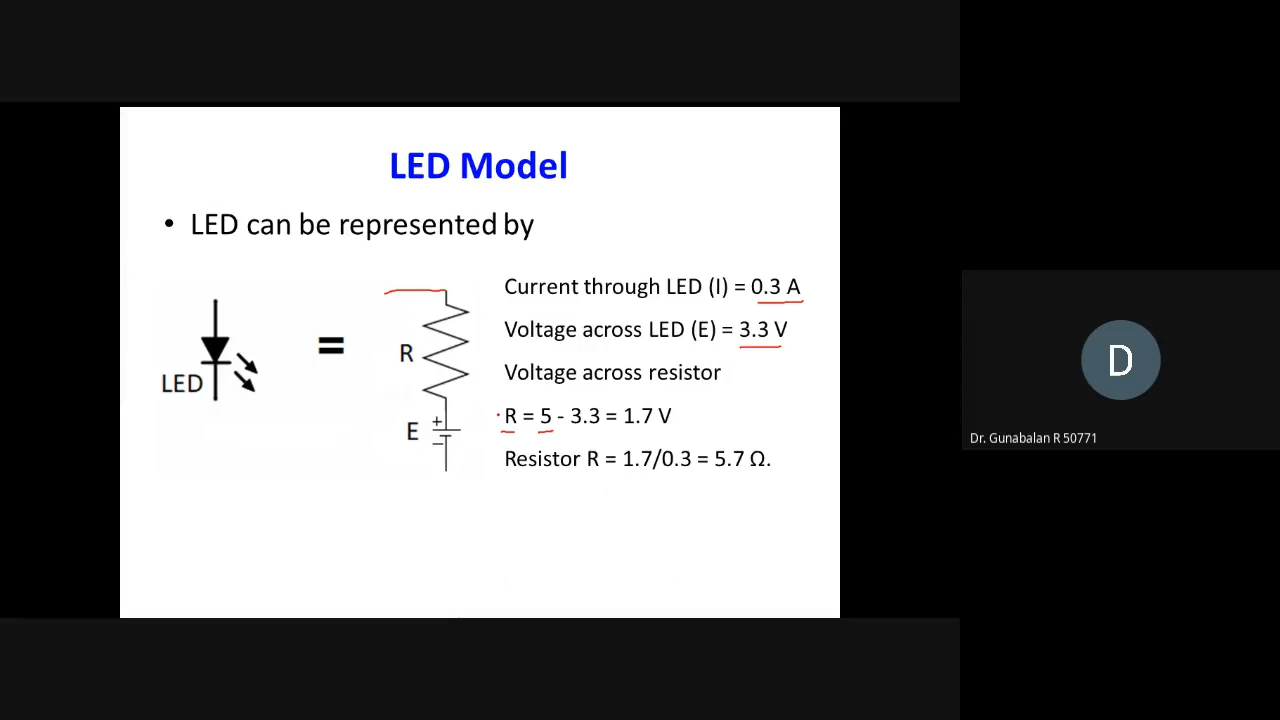 LED Model
• LED can be represented by
LED
=
R
E
+
−
Current through LED (I) = 0.3 A
Voltage across LED (E) = 3.3 V
Voltage across resistor
R = 5 - 3.3 = 1.7 V
Resistor R = 1.7/0.3 = 5.7 Ω.
D
Dr. Gunabalan R 50771